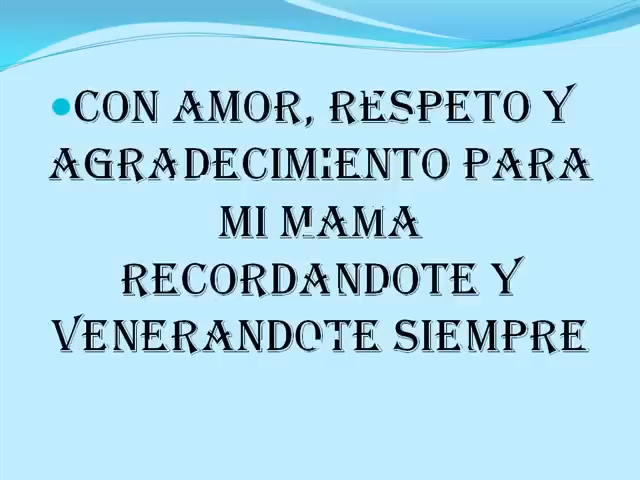 CON AMOR, RESPETO Y
AGRADECIMIENTO PARA
MI MAMA
RECORDANDOTE Y
VENERANDOTE SIEMPRE